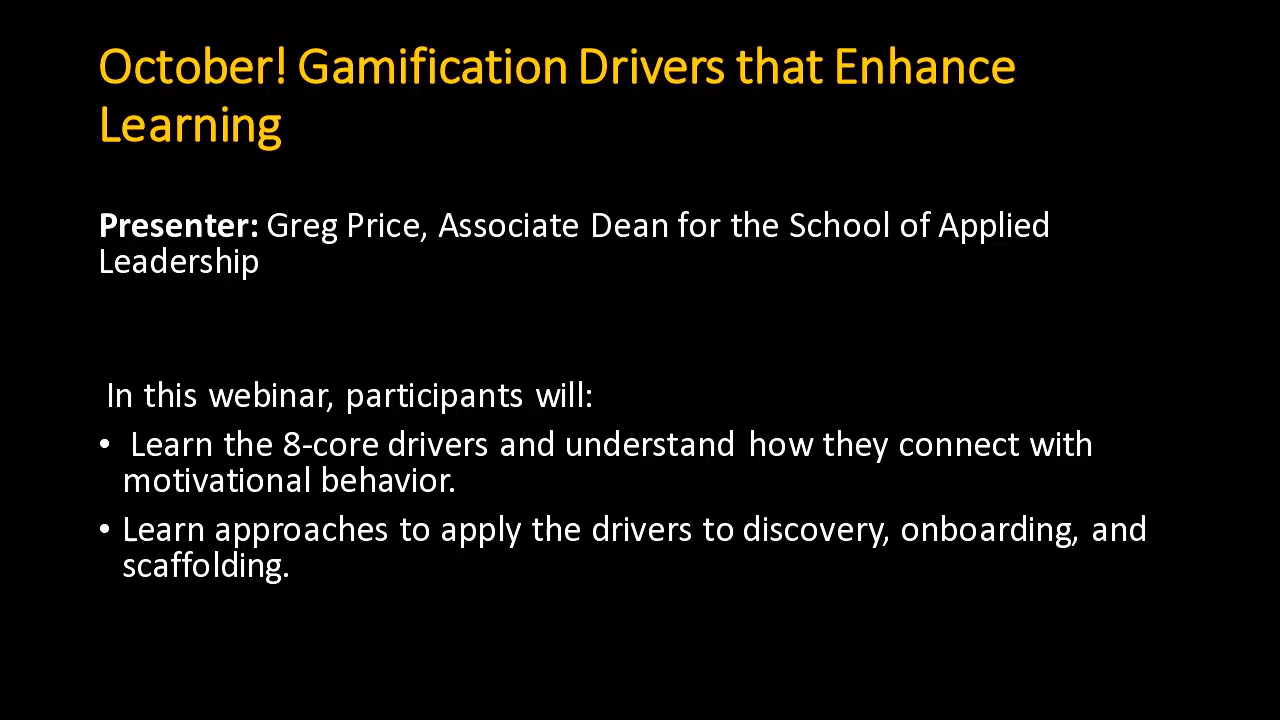 October! Gamification Drivers that Enhance
Learning
Presenter: Greg Price, Associate Dean for the School of Applied
Leadership
In this webinar, participants will:
• Learn the 8-core drivers and understand how they connect with
motivational behavior.
• Learn approaches to apply the drivers to discovery, onboarding, and
scaffolding.